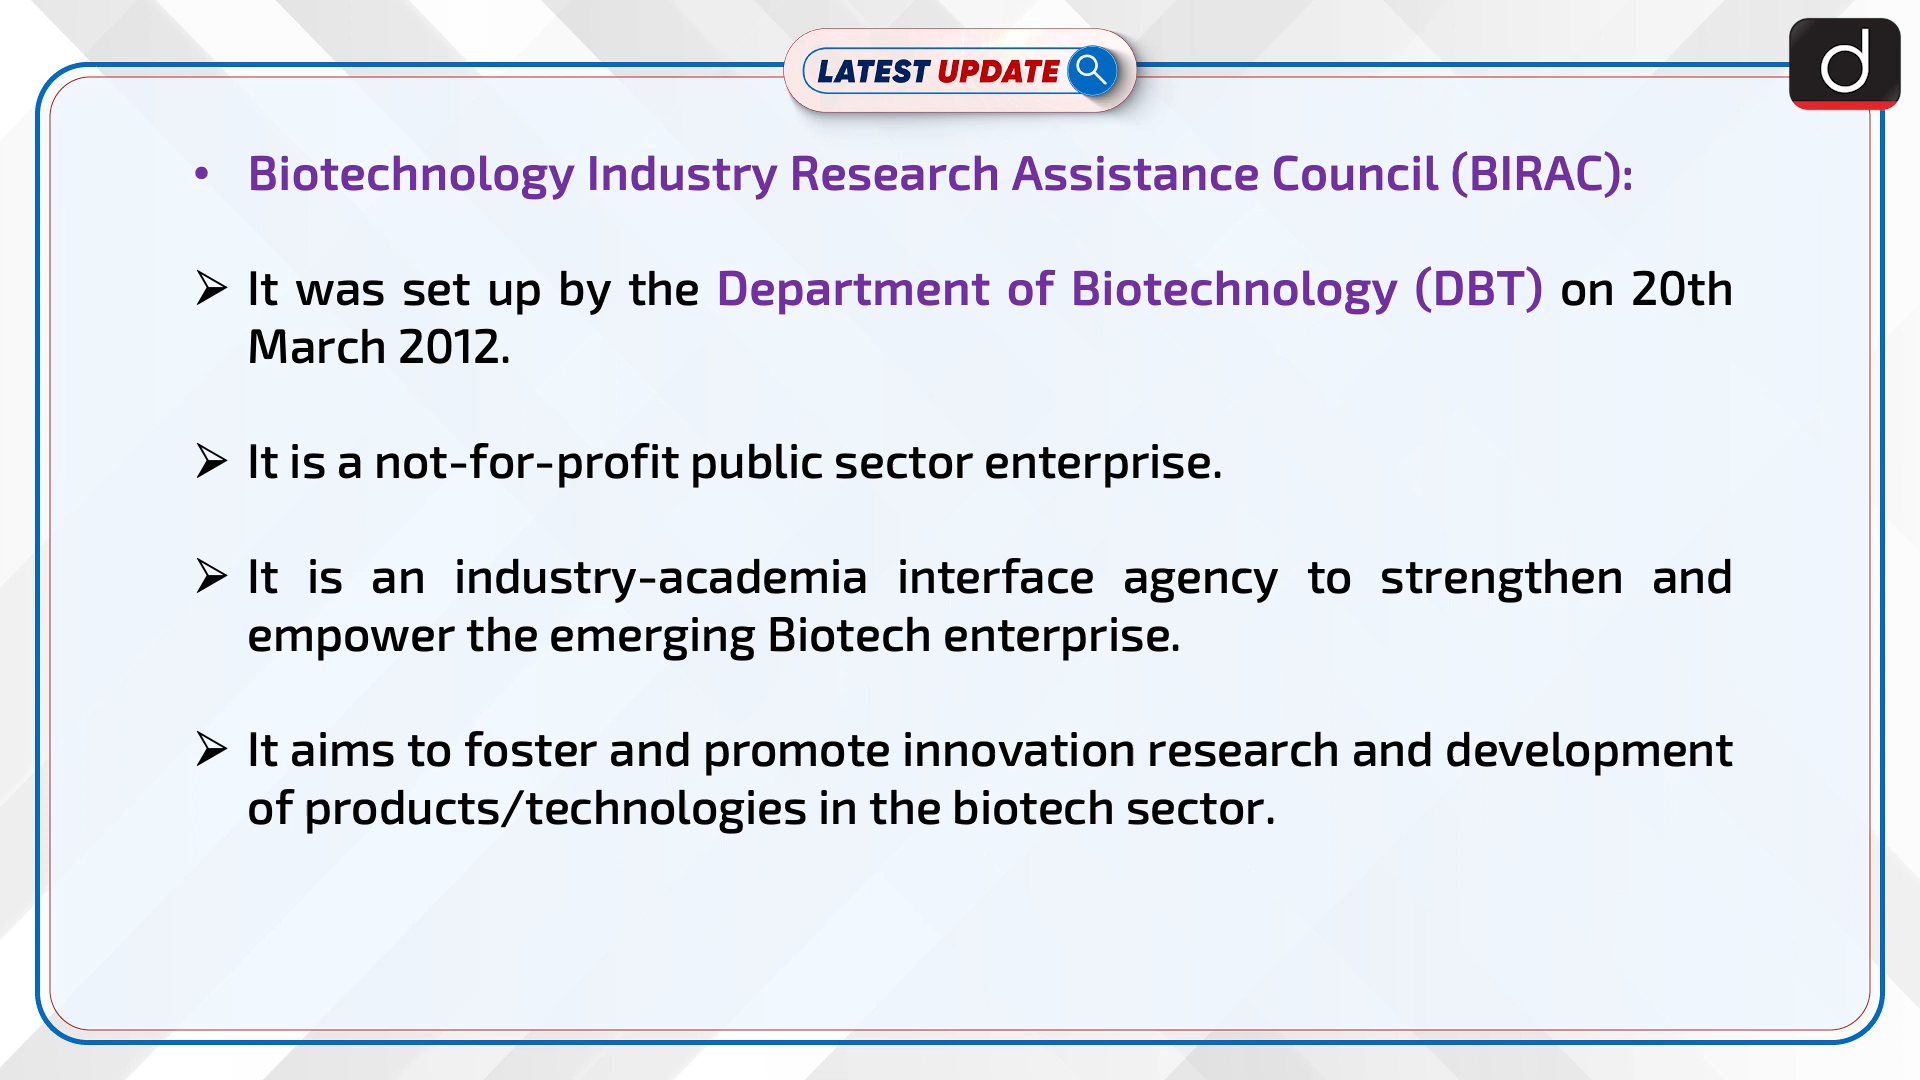 LATEST UPDATE
d
• Biotechnology Industry Research Assistance Council (BIRAC):
➢ It was set up by the Department of Biotechnology (DBT) on 20th
March 2012.
➢ It is a not-for-profit public sector enterprise.
➢ It is an industry-academia interface agency to strengthen and
empower the emerging Biotech enterprise.
➢ It aims to foster and promote innovation research and development
of products/technologies in the biotech sector.